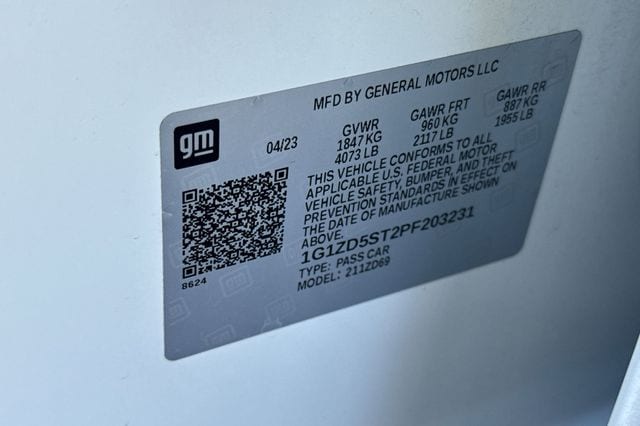 MFD BY GENERAL MOTORS LLC
gm
04/23
GVWR GAWR FRT GAWR RR
1847 KG 960 KG 887 KG
4073 LB 2117 LB 1955 LB
THIS VEHICLE CONFORMS TO ALL
APPLICABLE U.S. FEDERAL MOTOR
VEHICLE SAFETY, BUMPER, AND THEFT
PREVENTION STANDARDS IN EFFECT ON
THE DATE OF MANUFACTURE SHOWN
ABOVE.
1G1ZD5ST2PF203231
TYPE: PASS CAR
MODEL: 211ZD69
8624